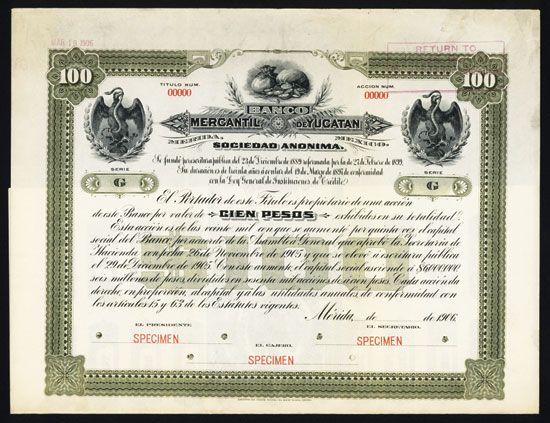 MAR 19 1906
RETURN TO
100
100
TITULO NUM.
00000
ACCION NUM.
00000
BANCO
MERCANTIL DE YUCATAN
MERIDA, MEXICO.
SOCIEDAD ANONIMA.
Se fundó por escritura pública del 27 de Diciembre de 1889 reformada por la de 27 de Febrero de 1899.
Su duración es de treinta años á contar del 19 de Marzo de 1897 de conformidad
con la Ley General de Instituciones de Crédito.
SERIE
G
SERIE
G
El Portador de este Título es propietario de una acción
de este Banco por valor de CIEN PESOS exhibidos en su totalidad.
Esta acción es de las veinte mil con que se aumentó por quinta vez el capital
social del Banco, por acuerdo de la Asamblea General que aprobó la Secretaría de
Hacienda con fecha 26 de Noviembre de 1905 y que se elevó á escritura pública
el 29 de Diciembre de 1905. Con este aumento el capital social asciende á $6.000.000
seis millones de pesos, divididos en sesenta mil acciones de á cien pesos. Cada acción da
derecho, en proporción, al capital y á las utilidades anuales, de conformidad con
los artículos 15 y 63 de los Estatutos vigentes.
Mérida, de de 1906.
EL PRESIDENTE
EL SECRETARIO.
SPECIMEN
SPECIMEN
EL CAJERO.
SPECIMEN